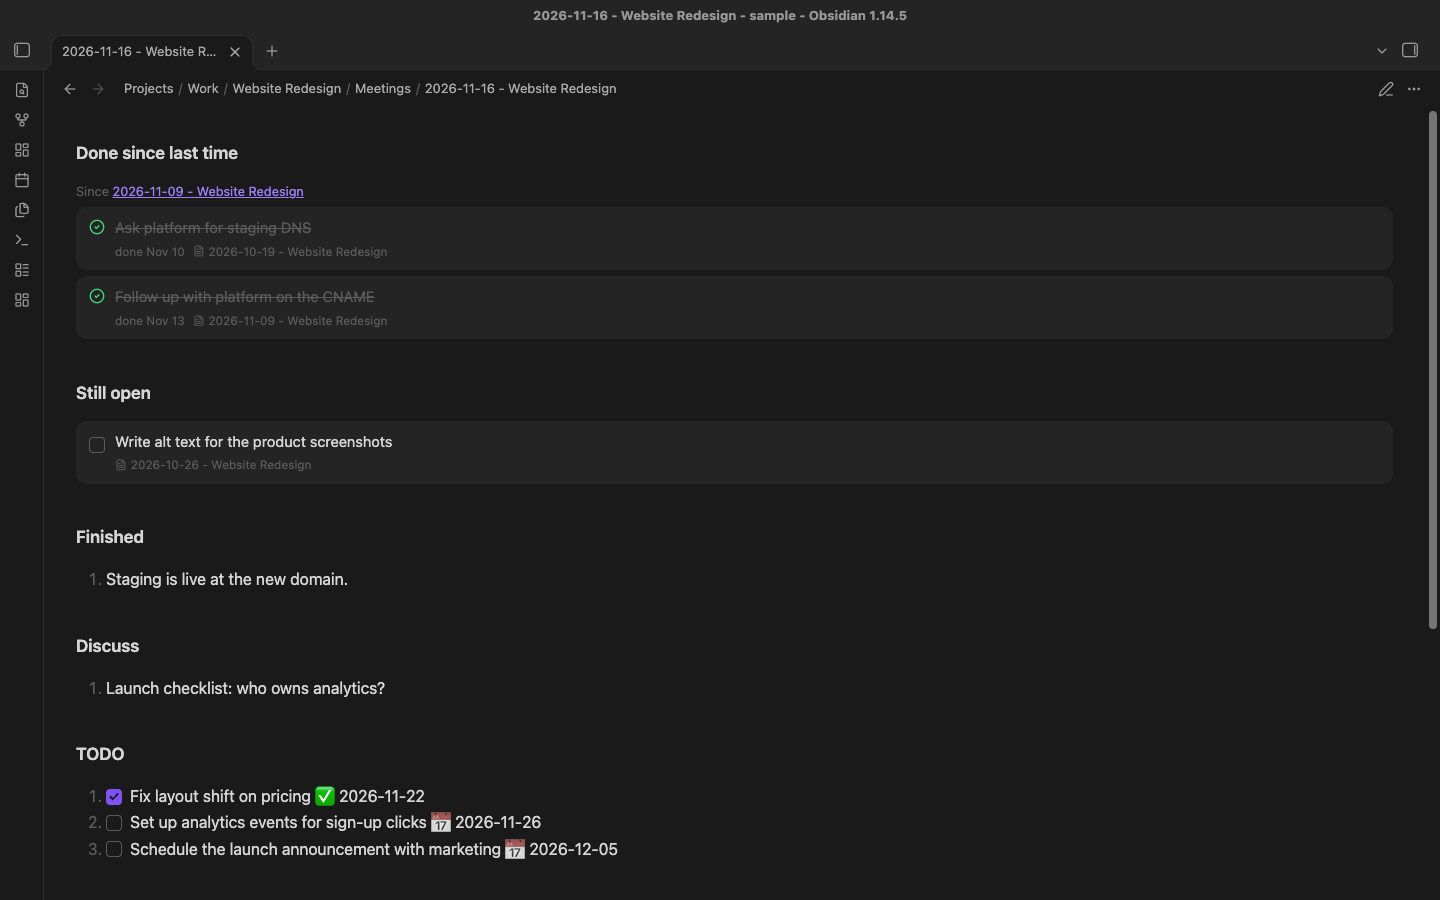 2026-11-16 - Website Redesign - sample - Obsidian 1.14.5
2026-11-16 - Website R...
Projects / Work / Website Redesign / Meetings / 2026-11-16 - Website Redesign
Done since last time
Since 2026-11-09 - Website Redesign
Ask platform for staging DNS
done Nov 10 2026-10-19 - Website Redesign
Follow up with platform on the CNAME
done Nov 13 2026-11-09 - Website Redesign
Still open
Write alt text for the product screenshots
2026-10-26 - Website Redesign
Finished
1. Staging is live at the new domain.
Discuss
1. Launch checklist: who owns analytics?
TODO
1. Fix layout shift on pricing ✅ 2026-11-22
2. Set up analytics events for sign-up clicks 📅 2026-11-26
3. Schedule the launch announcement with marketing 📅 2026-12-05